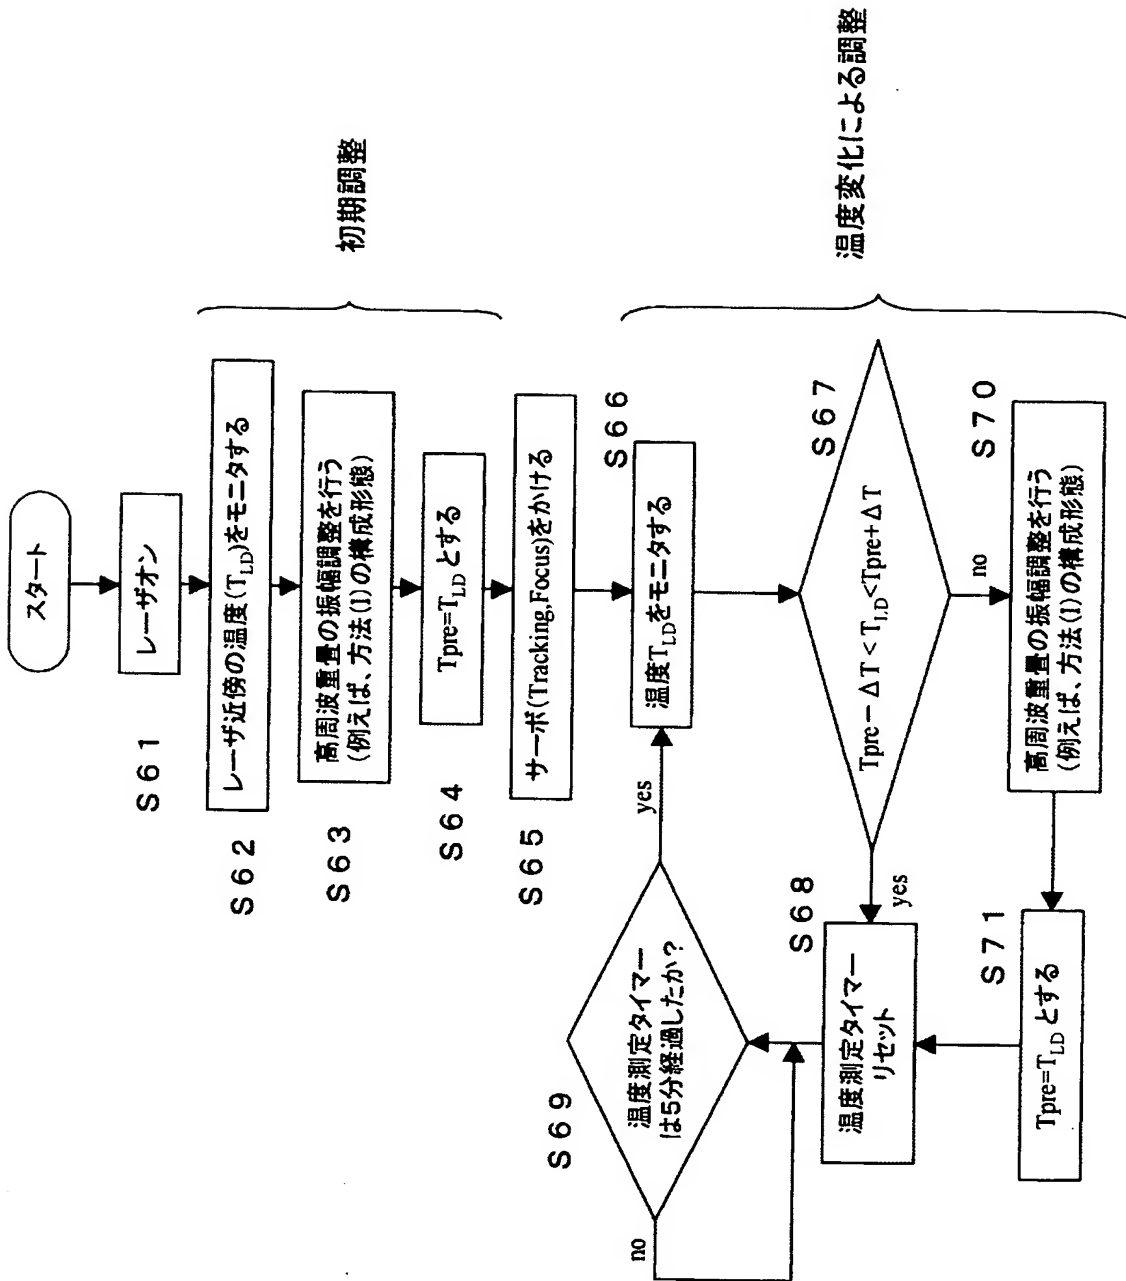 スタート
S61
レーザオン
S62
レーザ近傍の温度(T_LD)をモニタする
S63
高周波重畳の振幅調整を行う
(例えば、方法(1)の構成形態)
S64
Tpre=T_LDとする
初期調整
S65
サーボ(Tracking,Focus)をかける
S66
温度T_LDをモニタする
S67
Tpre－ΔT<T_LD<Tpre+ΔT
yes
no
S68
温度測定タイマー
リセット
S69
温度測定タイマー
は5分経過したか?
yes
no
S70
高周波重畳の振幅調整を行う
(例えば、方法(1)の構成形態)
S71
Tpre=T_LDとする
温度変化による調整